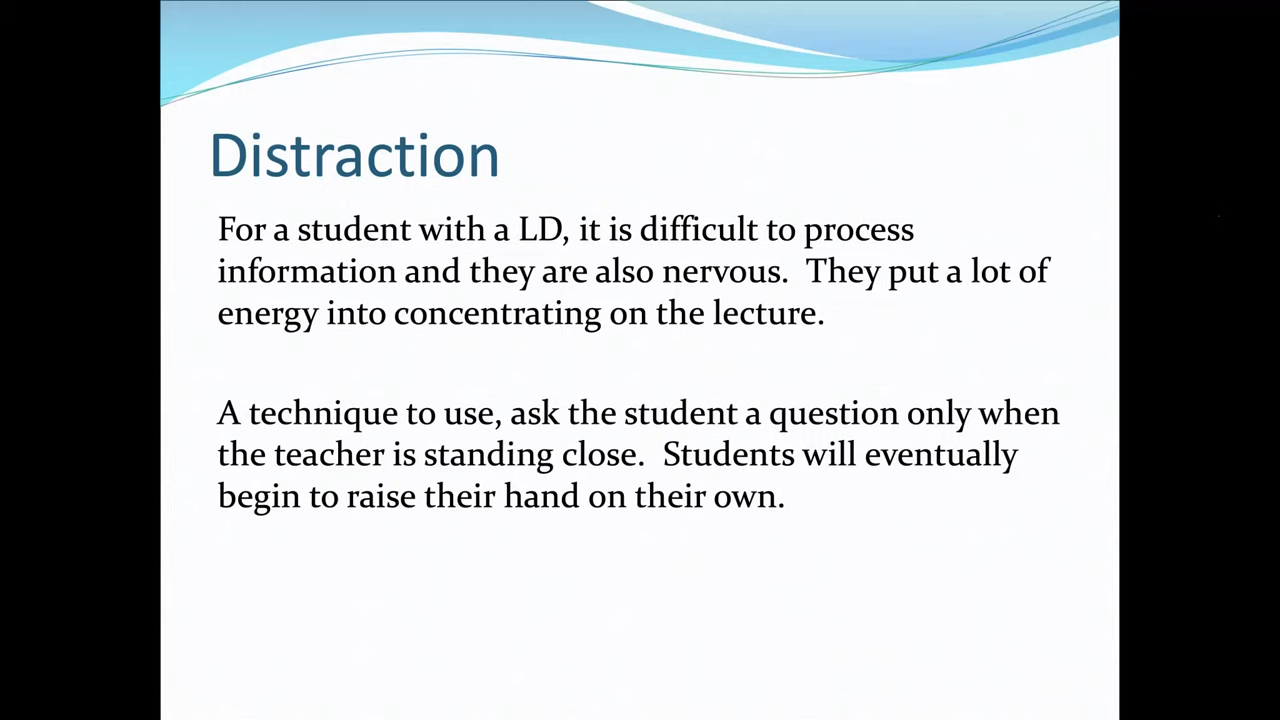 Distraction
For a student with a LD, it is difficult to process
information and they are also nervous.  They put a lot of
energy into concentrating on the lecture.
A technique to use, ask the student a question only when
the teacher is standing close.  Students will eventually
begin to raise their hand on their own.